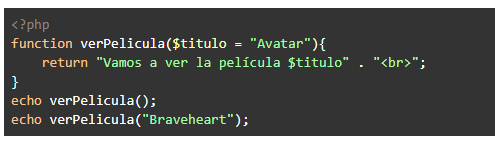 <?php
function verPelicula($titulo = "Avatar"){
    return "Vamos a ver la película $titulo" . "<br>";
}
echo verPelicula();
echo verPelicula("Braveheart");